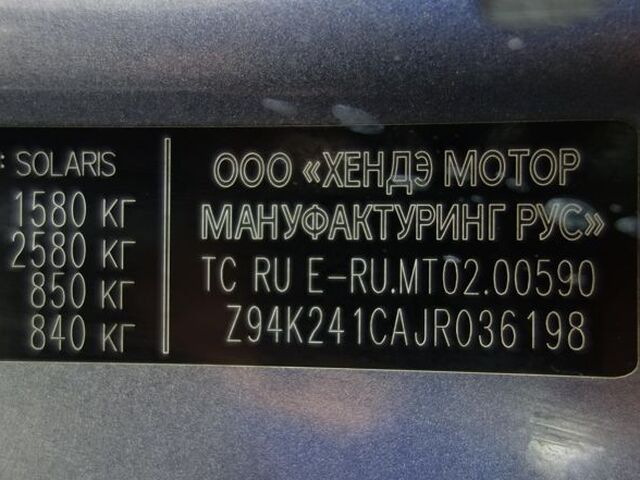 : SOLARIS
1580 КГ
2580 КГ
850 КГ
840 КГ
ООО «ХЕНДЭ МОТОР
МАНУФАКТУРИНГ РУС»
ТС RU E-RU.MT02.00590
Z94K241CAJR036198